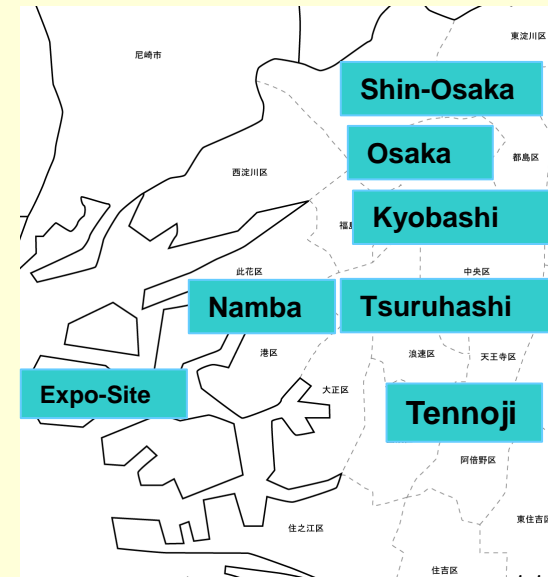 東淀川区
尼崎市
Shin-Osaka
Osaka
都島区
西淀川区
Kyobashi
福島
此花区
中央区
Namba
Tsuruhashi
港区
浪速区
天王寺区
Expo-Site
大正区
Tennoji
阿倍野区
住之江区
東住吉区
住吉区